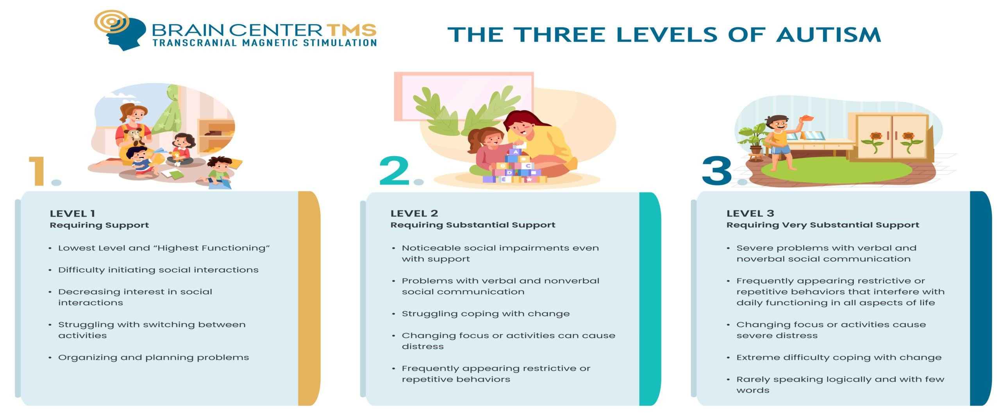 BRAIN CENTER TMS
TRANSCRANIAL MAGNETIC STIMULATION
THE THREE LEVELS OF AUTISM
1.
LEVEL 1
Requiring Support
• Lowest Level and “Highest Functioning”
• Difficulty initiating social interactions
• Decreasing interest in social
interactions
• Struggling with switching between
activities
• Organizing and planning problems
2.
A
B C
D
E
LEVEL 2
Requiring Substantial Support
• Noticeable social impairments even
with support
• Problems with verbal and nonverbal
social communication
• Struggling coping with change
• Changing focus or activities can cause
distress
• Frequently appearing restrictive or
repetitive behaviors
3.
LEVEL 3
Requiring Very Substantial Support
• Severe problems with verbal and
noverbal social communication
• Frequently appearing restrictive or
repetitive behaviors that interfere with
daily functioning in all aspects of life
• Changing focus or activities cause
severe distress
• Extreme difficulty coping with change
• Rarely speaking logically and with few
words